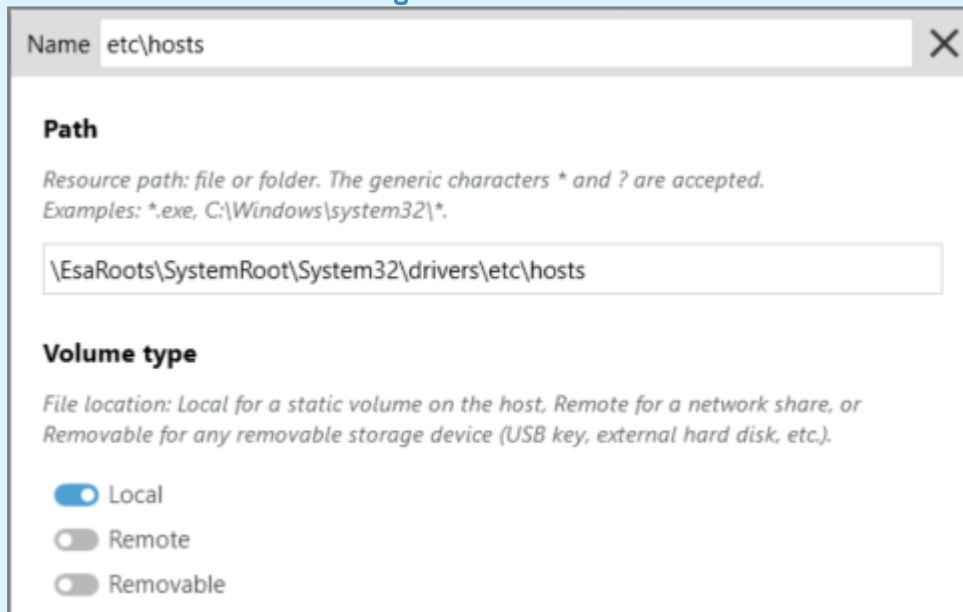 Name etc\hosts
Path
Resource path: file or folder. The generic characters * and ? are accepted.
Examples: *.exe, C:\Windows\system32\*.
\EsaRoots\SystemRoot\System32\drivers\etc\hosts
Volume type
File location: Local for a static volume on the host, Remote for a network share, or
Removable for any removable storage device (USB key, external hard disk, etc.).
Local
Remote
Removable